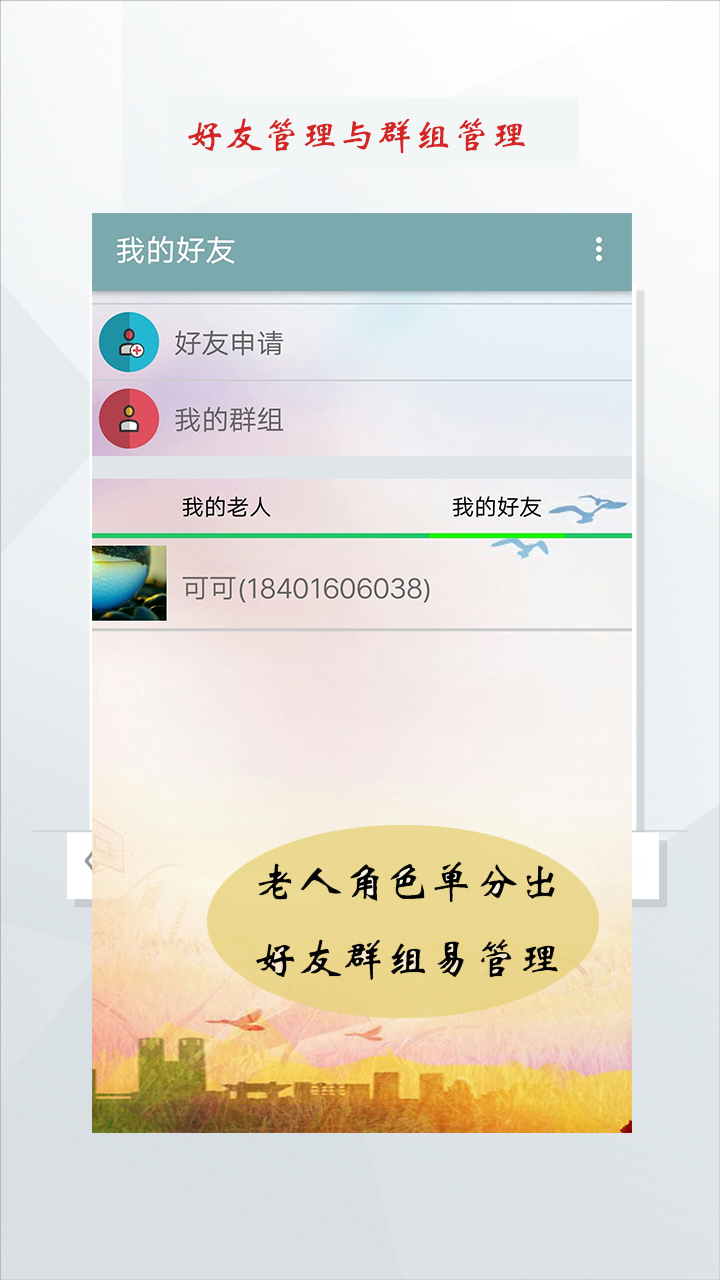 好友管理与群组管理
我的好友
好友申请
我的群组
我的老人 我的好友
可可(18401606038)
老人角色单分出
好友群组易管理